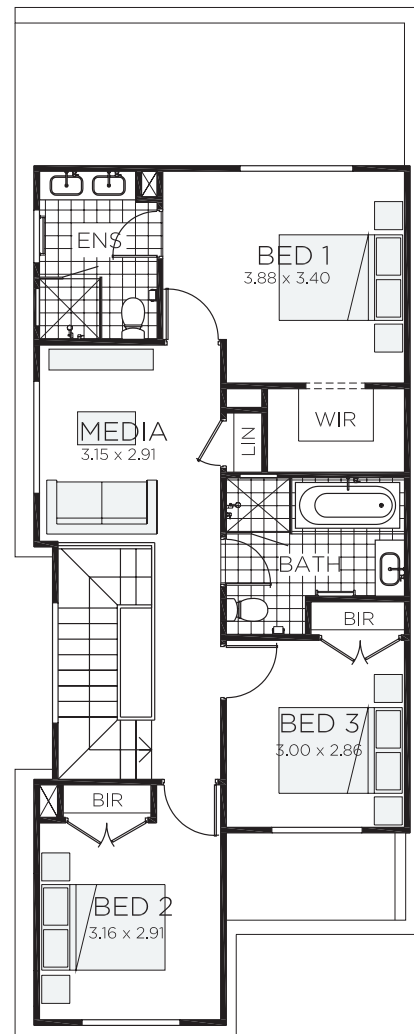 ENS
BED 1
3.88 x 3.40
MEDIA
3.15 x 2.91
LIN
WIR
BATH
BIR
BED 3
3.00 x 2.86
BIR
BED 2
3.16 x 2.91